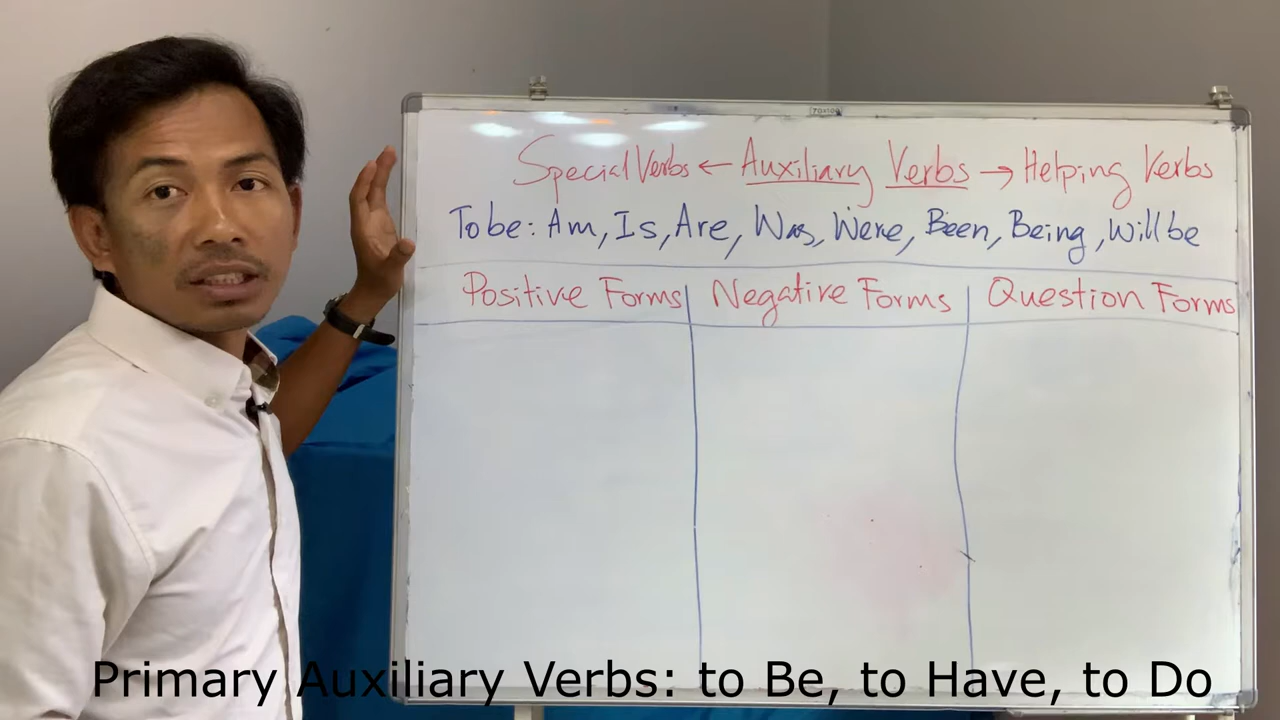 Special Verbs ← Auxiliary Verbs → Helping Verbs
To be: Am, Is, Are, Was, Were, Been, Being, Will be
Positive Forms Negative Forms Question Forms
Primary Auxiliary Verbs: to Be, to Have, to Do